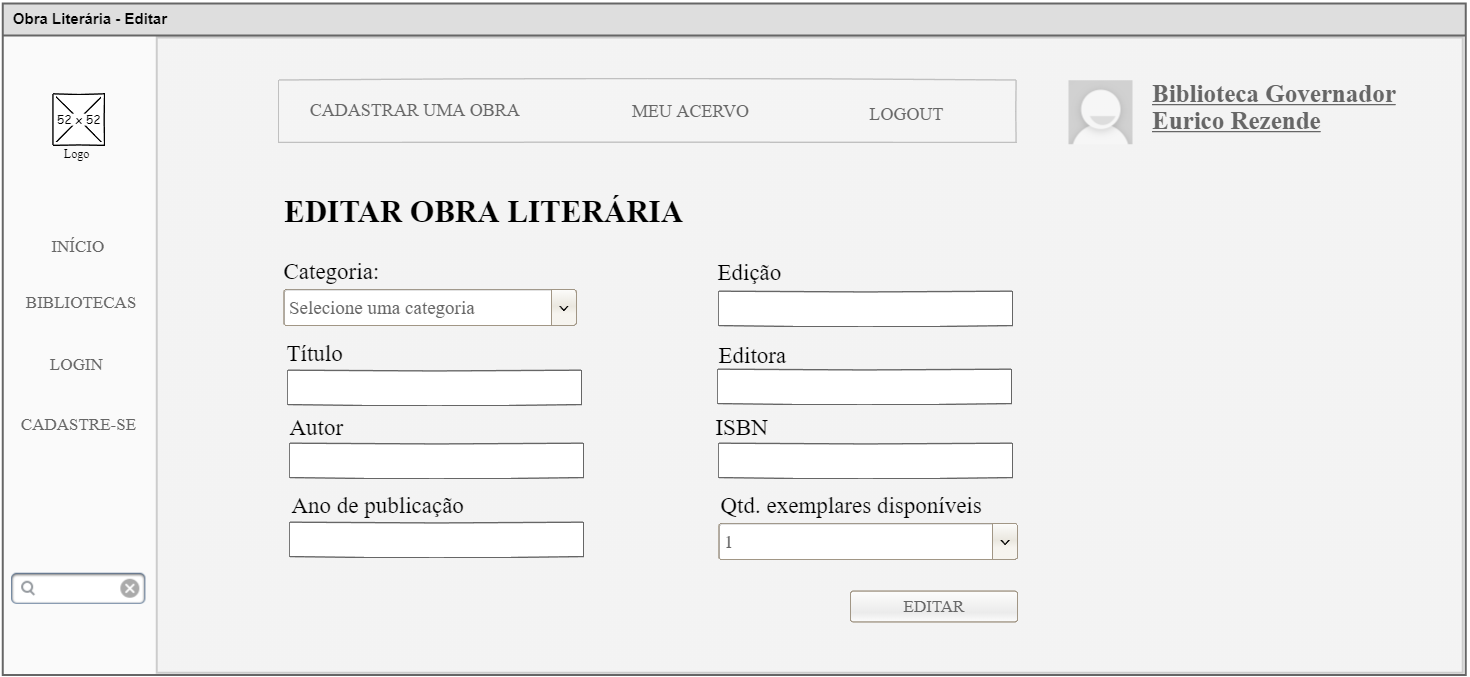 Obra Literária - Editar
52 x 52
Logo
INÍCIO
BIBLIOTECAS
LOGIN
CADASTRE-SE
CADASTRAR UMA OBRA
MEU ACERVO
LOGOUT
Biblioteca Governador
Eurico Rezende
EDITAR OBRA LITERÁRIA
Categoria:
Selecione uma categoria
Edição
Título
Editora
Autor
ISBN
Ano de publicação
Qtd. exemplares disponíveis
1
EDITAR